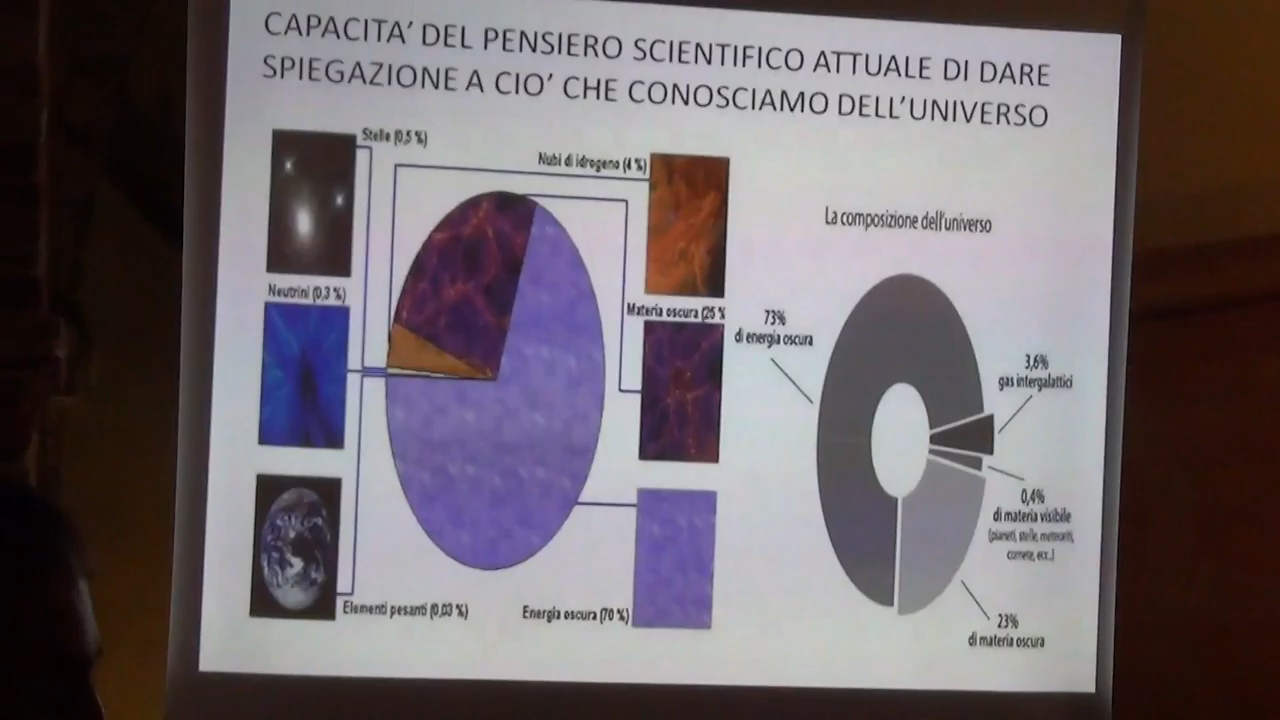 CAPACITA' DEL PENSIERO SCIENTIFICO ATTUALE DI DARE
SPIEGAZIONE A CIO' CHE CONOSCIAMO DELL'UNIVERSO
Stelle (0,5 %)
Nubi di idrogeno (4 %)
Neutrini (0,3 %)
Materia oscura (25 %
Elementi pesanti (0,03 %)
Energia oscura (70 %)
La composizione dell'universo
73%
di energia oscura
3,6%
gas intergalattici
0,4%
di materia visibile
(pianeti, stelle, meteoriti,
comete, ecc.)
23%
di materia oscura